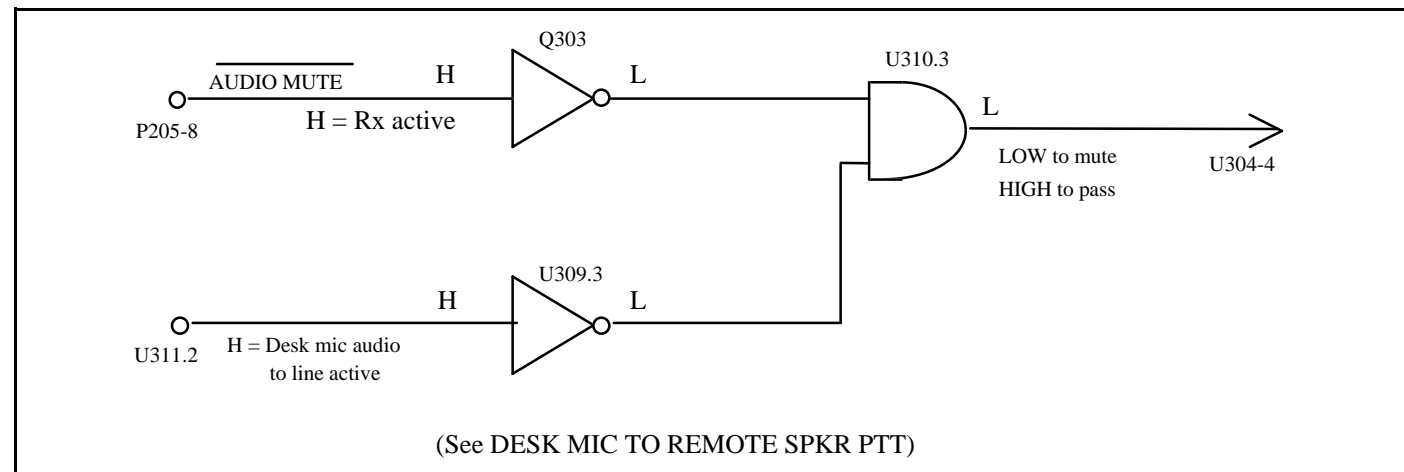 Q303
U310.3
AUDIO MUTE
H
L
P205-8
H = Rx active
L
LOW to mute
HIGH to pass
U304-4
U309.3
H
L
U311.2
H = Desk mic audio
to line active
(See DESK MIC TO REMOTE SPKR PTT)